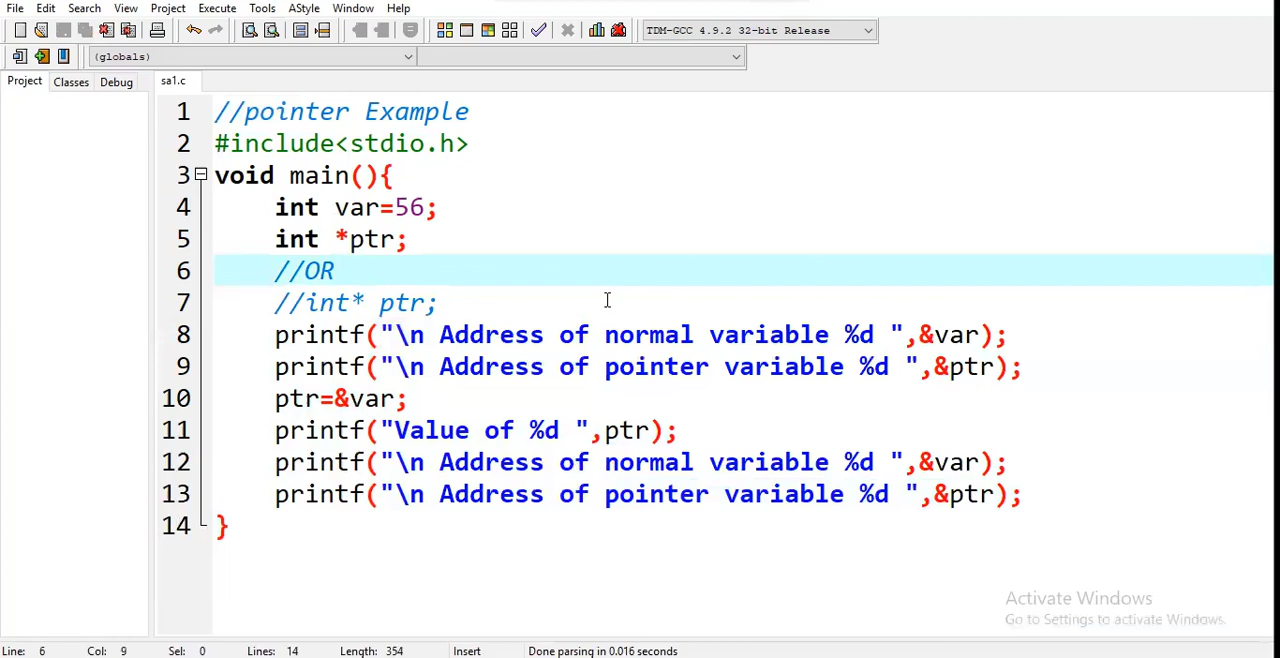 File Edit Search View Project Execute Tools AStyle Window Help
TDM-GCC 4.9.2 32-bit Release
(globals)
Project Classes Debug sa1.c
1 //pointer Example
2 #include<stdio.h>
3 void main(){
4 int var=56;
5 int *ptr;
6 //OR
7 //int* ptr;
8 printf("\n Address of normal variable %d ",&var);
9 printf("\n Address of pointer variable %d ",&ptr);
10 ptr=&var;
11 printf("Value of %d ",ptr);
12 printf("\n Address of normal variable %d ",&var);
13 printf("\n Address of pointer variable %d ",&ptr);
14 }
Activate Windows
Go to Settings to activate Windows.
Line: 6 Col: 9 Sel: 0 Lines: 14 Length: 354 Insert Done parsing in 0.016 seconds